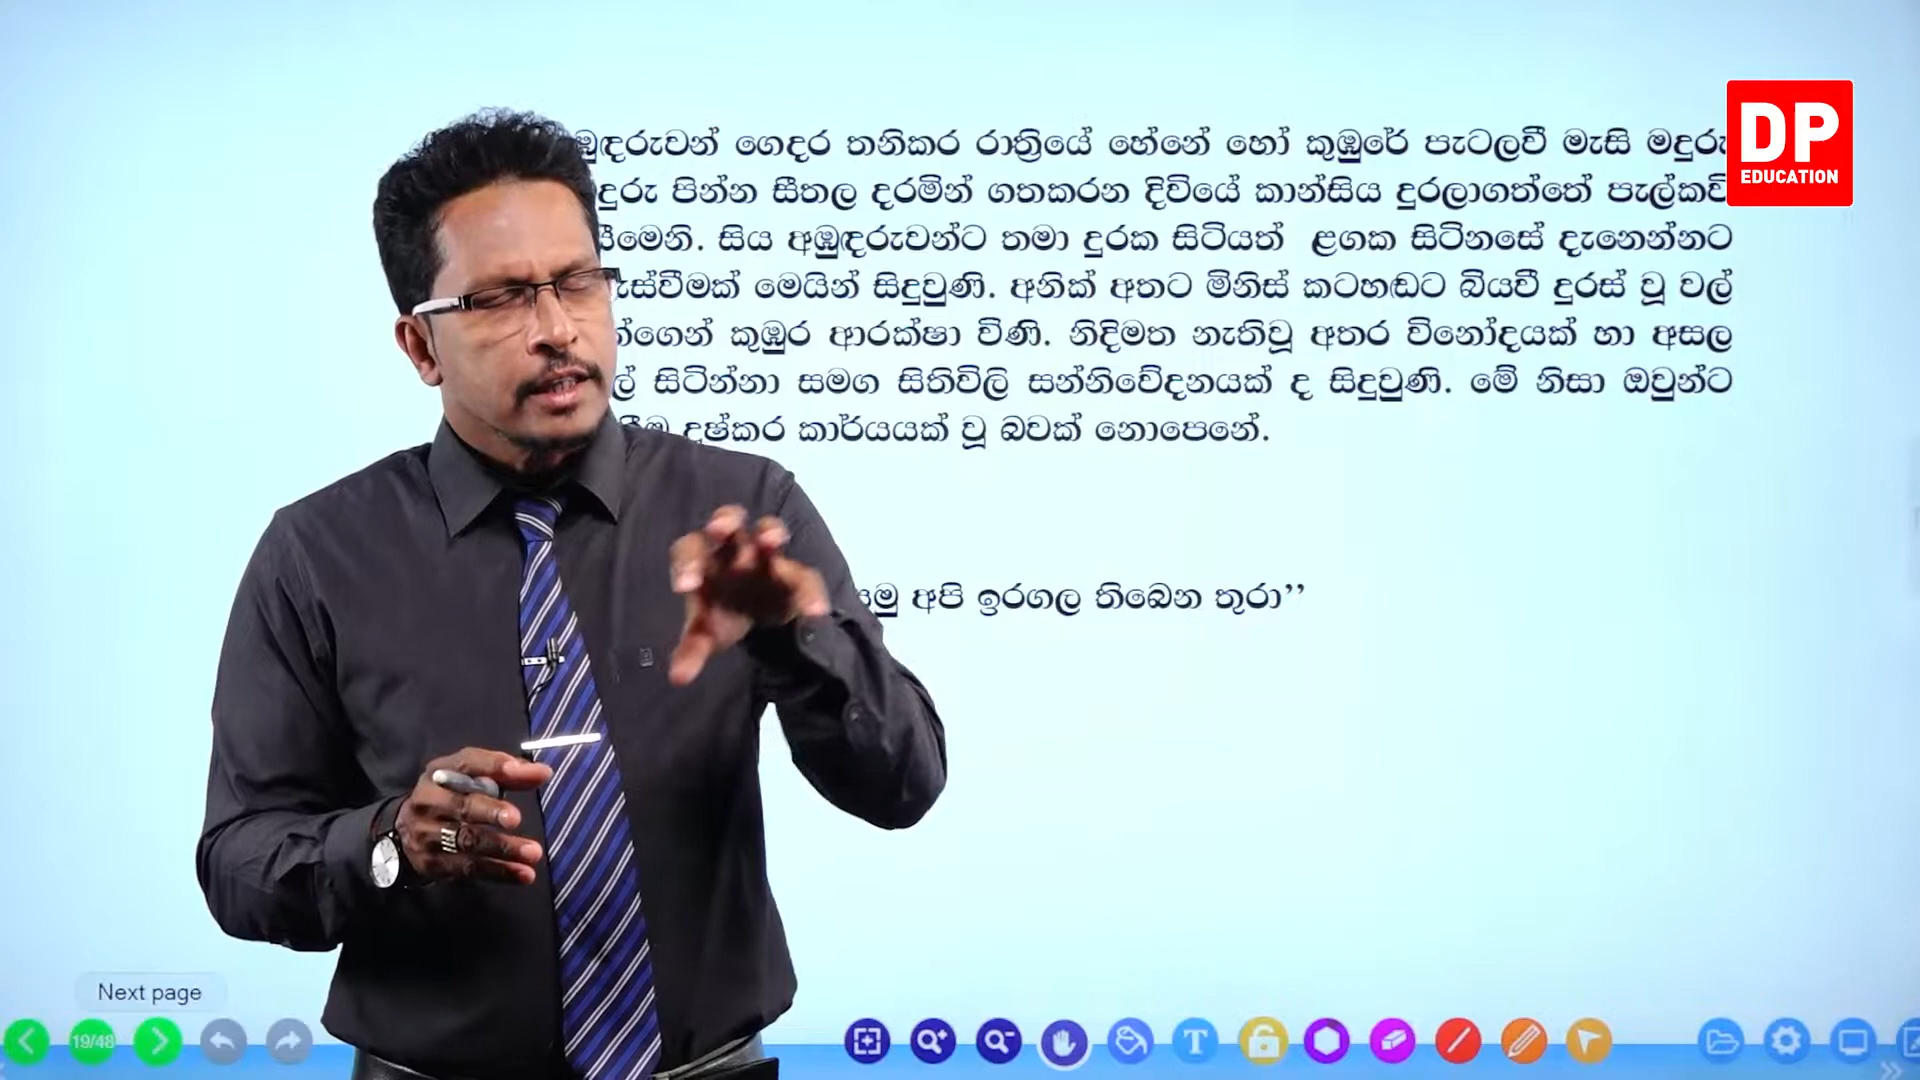 ගෙදර තනිකර රාත්‍රියේ හේනේ හෝ කුඹුරේ පැටලවී මැසි මදුරු
පින්න සීතල දරමින් ගතකරන දිවියේ කාන්සිය දුරලාගත්තේ පැල්කවි
සිය අඹුදරුවන්ට තමා දුරක සිටියත් ළගක සිටිනසේ දැනෙන්නට
මෙයින් සිදුවුණි. අනික් අතට මිනිස් කටහඬට බියවී දුරස් වූ වල්
කුඹුර ආරක්ෂා විණි. නිදිමත නැතිවූ අතර විනෝදයක් හා අසල
සිටින්නා සමග සිතිවිලි සන්නිවේදනයක් ද සිදුවුණි. මේ නිසා ඔවුන්ට
දුෂ්කර කාර්යයක් වූ බවක් නොපෙනේ.
අපි ඉරගල තිබෙන තුරා’’
DP
EDUCATION
Next page
19/48
T